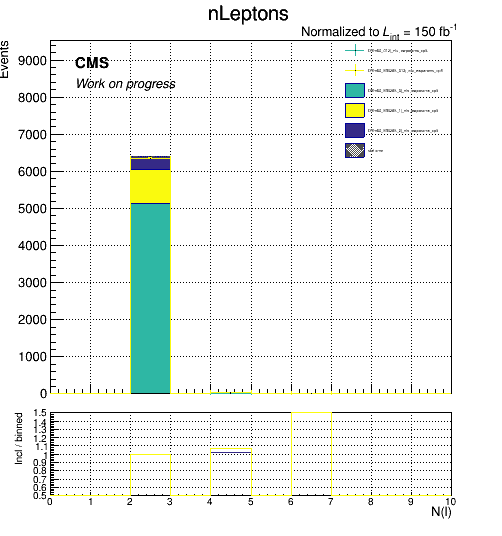 nLeptons
Normalized to L_int = 150 fb^-1
Events
CMS
Work on progress
9000
8000
7000
6000
5000
4000
3000
2000
1000
0
Incl / binned
1.5
1.4
1.3
1.2
1.1
1
0.9
0.8
0.7
0.6
0.5
0 1 2 3 4 5 6 7 8 9 10
N(l)